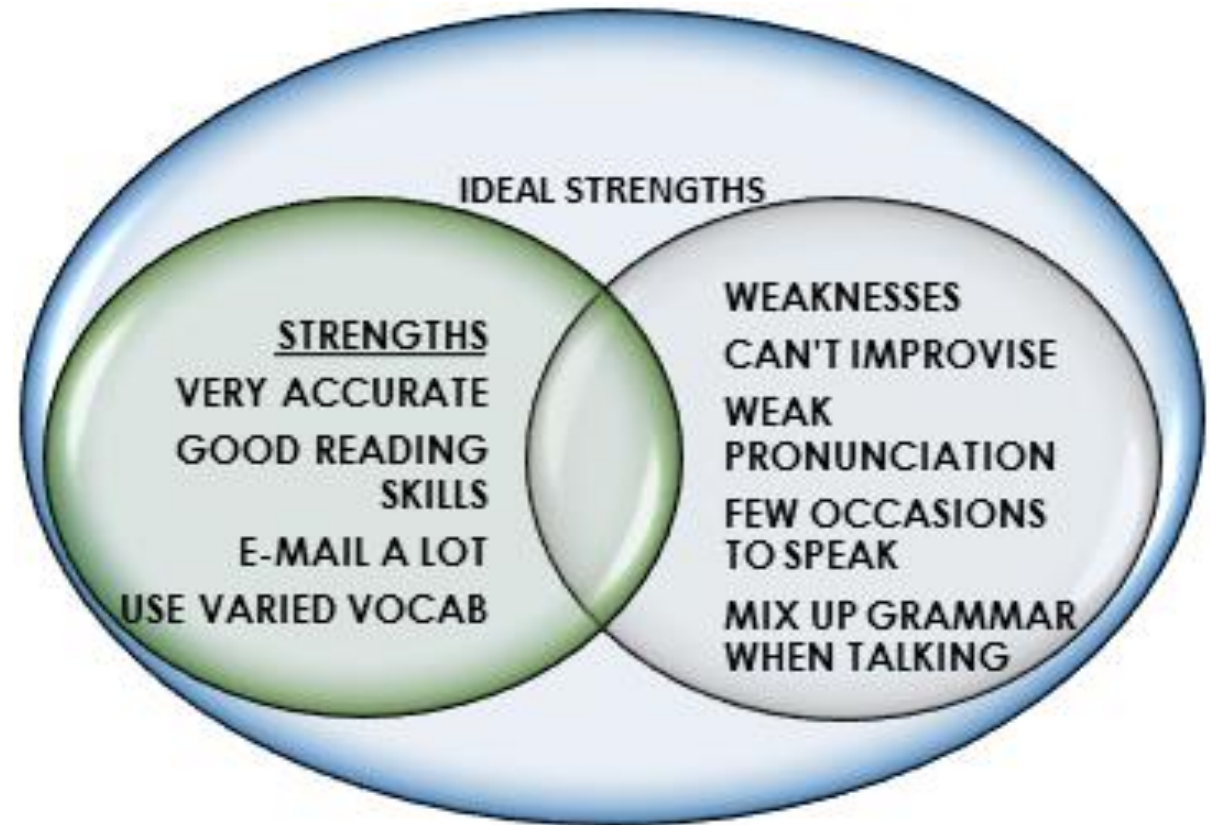 IDEAL STRENGTHS
STRENGTHS
VERY ACCURATE
GOOD READING
SKILLS
E-MAIL A LOT
USE VARIED VOCAB
WEAKNESSES
CAN'T IMPROVISE
WEAK
PRONUNCIATION
FEW OCCASIONS
TO SPEAK
MIX UP GRAMMAR
WHEN TALKING